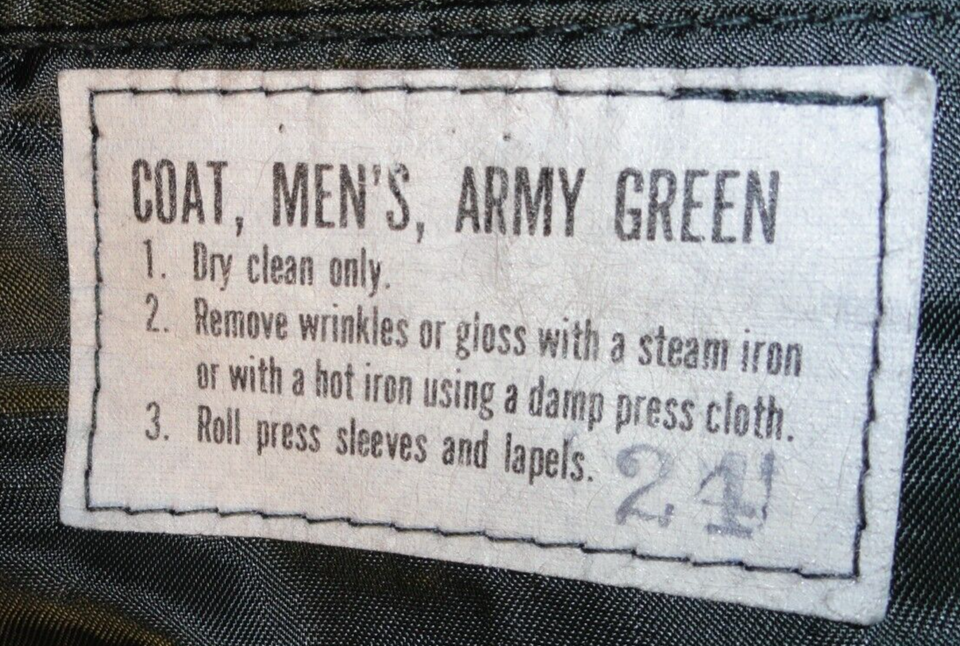 COAT, MEN'S, ARMY GREEN
1. Dry clean only.
2. Remove wrinkles or gloss with a steam iron
or with a hot iron using a damp press cloth.
3. Roll press sleeves and lapels.